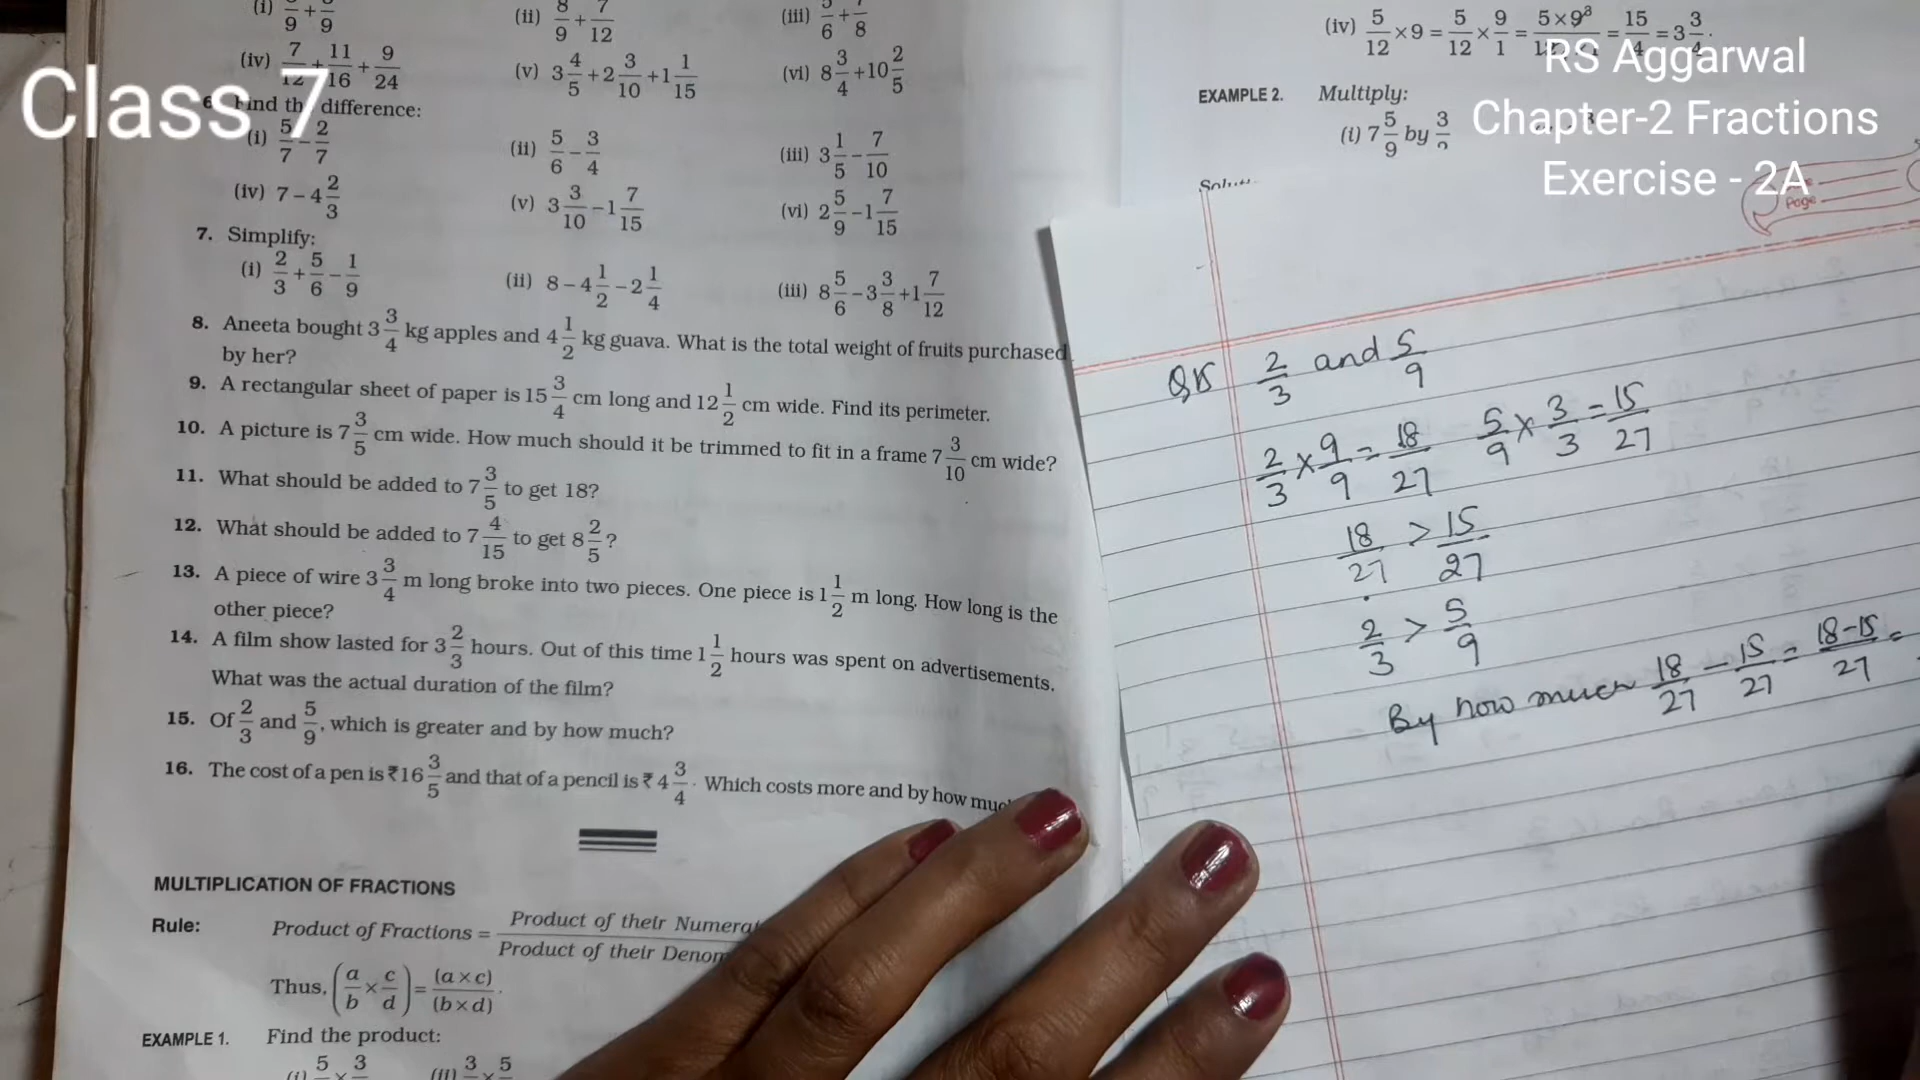 Class 7
RS Aggarwal
Chapter-2 Fractions
Exercise - 2A
(ii) 8/9 + 7/12
(iii) 5/6 + 7/8
(iv) 7/12 + 11/16 + 9/24 (v) 3 4/5 + 2 3/10 + 1 1/15 (vi) 8 3/4 + 10 2/5
difference:
(i) 5/7 − 2/7 (ii) 5/6 − 3/4 (iii) 3 1/5 − 7/10
(iv) 7 − 4 2/3 (v) 3 3/10 − 1 7/15 (vi) 2 5/9 − 1 7/15
7. Simplify:
(i) 2/3 + 5/6 − 1/9 (ii) 8 − 4 1/2 − 2 1/4 (iii) 8 5/6 − 3 3/8 + 1 7/12
8. Aneeta bought 3 3/4 kg apples and 4 1/2 kg guava. What is the total weight of fruits purchased
by her?
9. A rectangular sheet of paper is 15 3/4 cm long and 12 1/2 cm wide. Find its perimeter.
10. A picture is 7 3/5 cm wide. How much should it be trimmed to fit in a frame 7 3/10 cm wide?
11. What should be added to 7 3/5 to get 18?
12. What should be added to 7 4/15 to get 8 2/5?
13. A piece of wire 3 3/4 m long broke into two pieces. One piece is 1 1/2 m long. How long is the
other piece?
14. A film show lasted for 3 2/3 hours. Out of this time 1 1/2 hours was spent on advertisements.
What was the actual duration of the film?
15. Of 2/3 and 5/9, which is greater and by how much?
16. The cost of a pen is ₹16 3/5 and that of a pencil is ₹ 4 3/4. Which costs more and by how
MULTIPLICATION OF FRACTIONS
Rule: Product of Fractions = Product of their
Product of their
Thus, (a/b × c/d) = (a×c)/(b×d).
EXAMPLE 1. Find the product:
(i) 5 × 3 (ii) 3 × 5
(iv) 5/12 × 9 = 5/12 × 9/1 = = 15/4 = 3 3/4.
EXAMPLE 2. Multiply:
(i) 7 5/9 by 3
Page
Q15 2/3 and 5/9
2/3 × 9/9 = 18/27 5/9 × 3/3 = 15/27
18/27 > 15/27
2/3 > 5/9
By how much 18/27 − 15/27 = 18-15/27 =